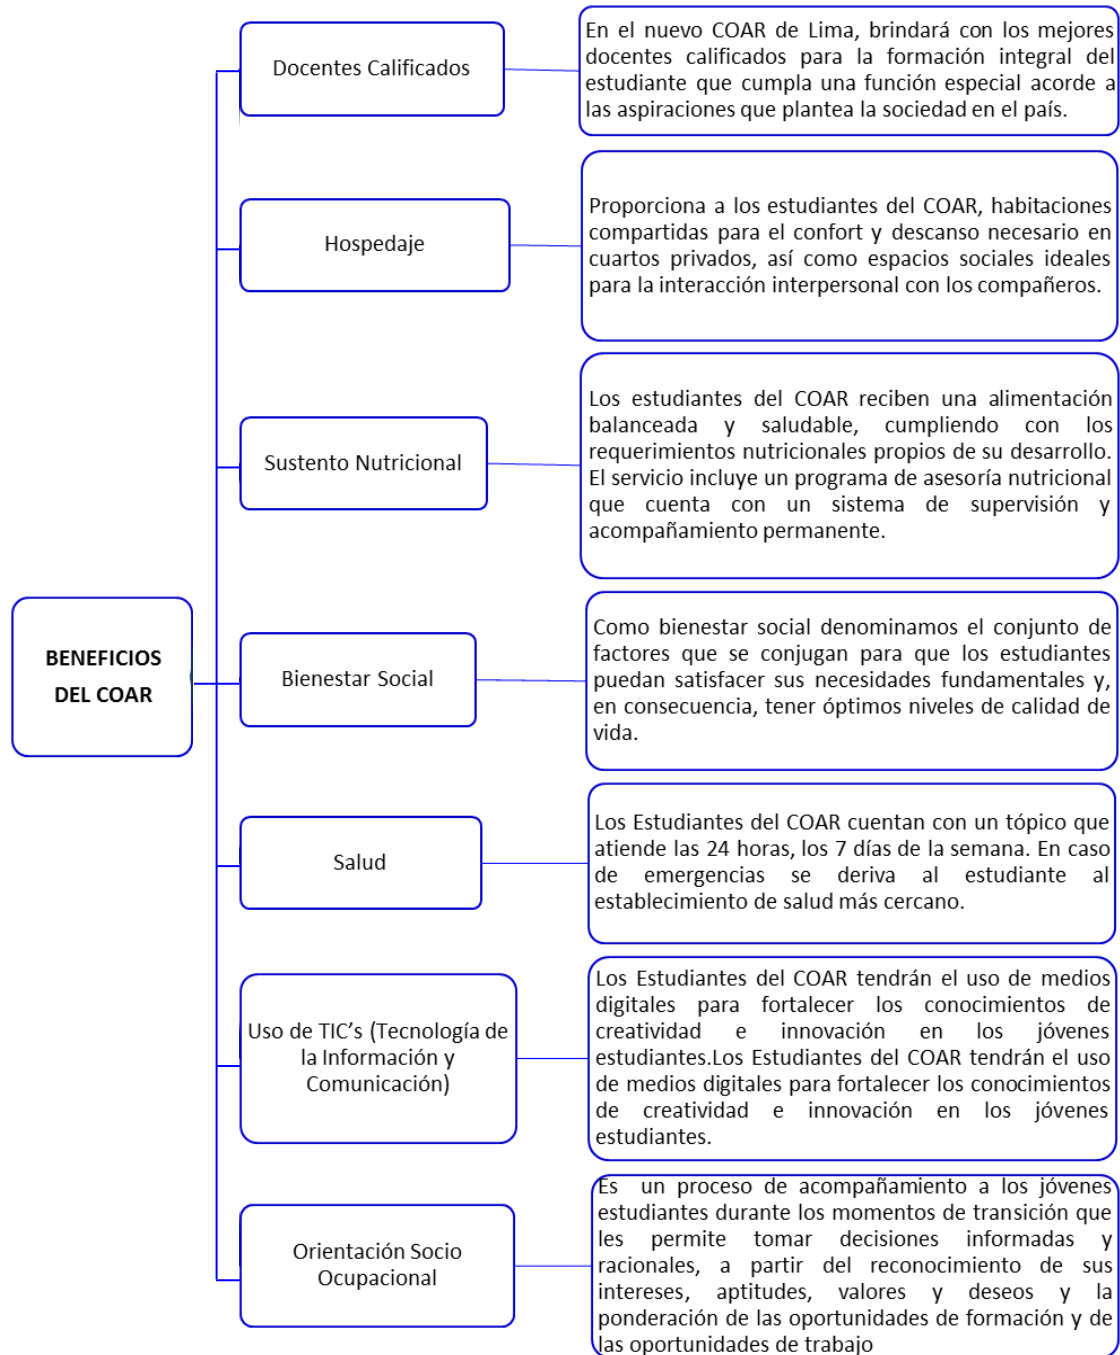 Docentes Calificados
En el nuevo COAR de Lima, brindará con los mejores
docentes calificados para la formación integral del
estudiante que cumpla una función especial acorde a
las aspiraciones que plantea la sociedad en el país.
Hospedaje
Proporciona a los estudiantes del COAR, habitaciones
compartidas para el confort y descanso necesario en
cuartos privados, así como espacios sociales ideales
para la interacción interpersonal con los compañeros.
Sustento Nutricional
Los estudiantes del COAR reciben una alimentación
balanceada y saludable, cumpliendo con los
requerimientos nutricionales propios de su desarrollo.
El servicio incluye un programa de asesoría nutricional
que cuenta con un sistema de supervisión y
acompañamiento permanente.
BENEFICIOS
DEL COAR
Bienestar Social
Como bienestar social denominamos el conjunto de
factores que se conjugan para que los estudiantes
puedan satisfacer sus necesidades fundamentales y,
en consecuencia, tener óptimos niveles de calidad de
vida.
Salud
Los Estudiantes del COAR cuentan con un tópico que
atiende las 24 horas, los 7 días de la semana. En caso
de emergencias se deriva al estudiante al
establecimiento de salud más cercano.
Uso de TIC’s (Tecnología de
la Información y
Comunicación)
Los Estudiantes del COAR tendrán el uso de medios
digitales para fortalecer los conocimientos de
creatividad e innovación en los jóvenes
estudiantes.Los Estudiantes del COAR tendrán el uso
de medios digitales para fortalecer los conocimientos
de creatividad e innovación en los jóvenes
estudiantes.
Orientación Socio
Ocupacional
Es un proceso de acompañamiento a los jóvenes
estudiantes durante los momentos de transición que
les permite tomar decisiones informadas y
racionales, a partir del reconocimiento de sus
intereses, aptitudes, valores y deseos y la
ponderación de las oportunidades de formación y de
las oportunidades de trabajo